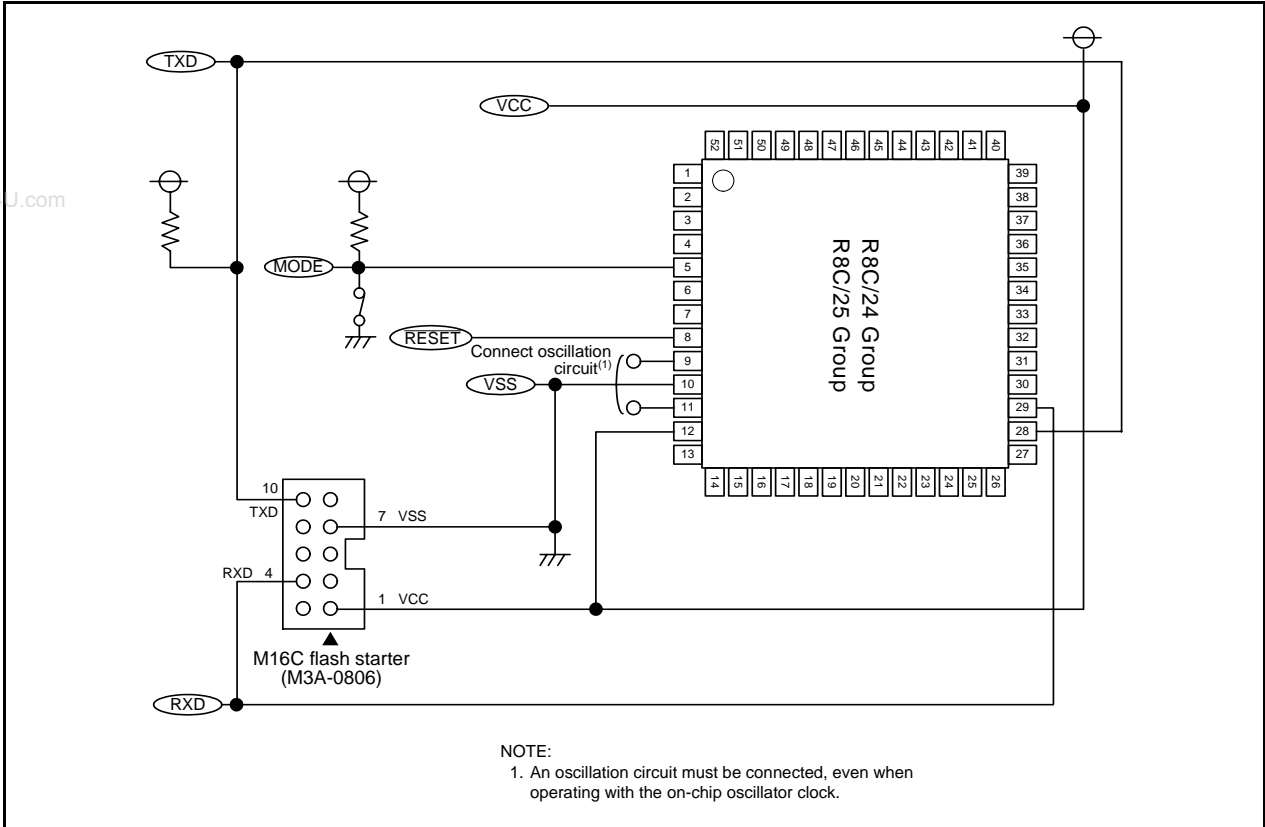 TXD
VCC
52 51 50 49 48 47 46 45 44 43 42 41 40
U.com
1
2
3
4
5
6
7
8
9
10
11
12
13
39
38
37
36
35
34
33
32
31
30
29
28
27
R8C/24 Group
R8C/25 Group
MODE
RESET
Connect oscillation
circuit(1)
VSS
14 15 16 17 18 19 20 21 22 23 24 25 26
10
TXD
7 VSS
RXD 4
1 VCC
M16C flash starter
(M3A-0806)
RXD
NOTE:
1. An oscillation circuit must be connected, even when
operating with the on-chip oscillator clock.